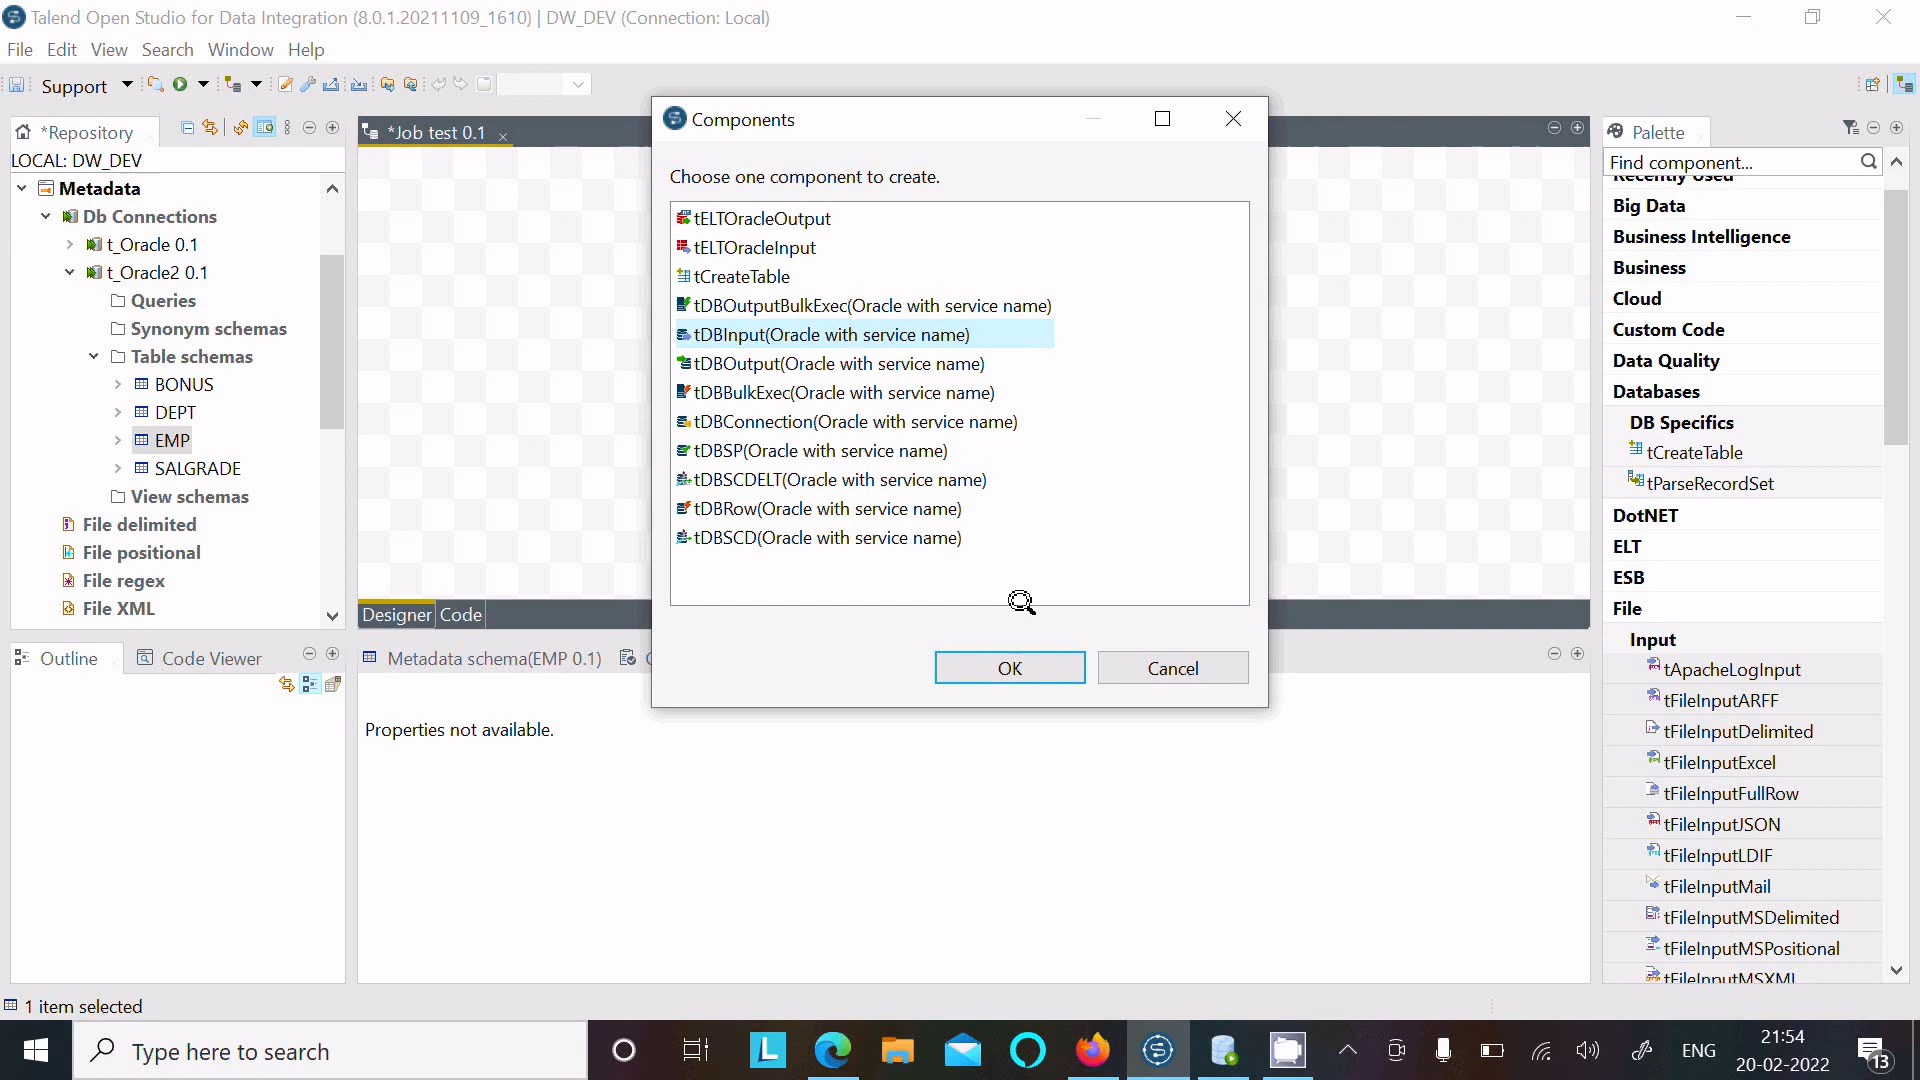 Talend Open Studio for Data Integration (8.0.1.20211109_1610) | DW_DEV (Connection: Local)
File Edit View Search Window Help
Support
*Repository
LOCAL: DW_DEV
Metadata
Db Connections
t_Oracle 0.1
t_Oracle2 0.1
Queries
Synonym schemas
Table schemas
BONUS
DEPT
EMP
SALGRADE
View schemas
File delimited
File positional
File regex
File XML
*Job test 0.1
Designer Code
Components
Choose one component to create.
tELTOracleOutput
tELTOracleInput
tCreateTable
tDBOutputBulkExec(Oracle with service name)
tDBInput(Oracle with service name)
tDBOutput(Oracle with service name)
tDBBulkExec(Oracle with service name)
tDBConnection(Oracle with service name)
tDBSP(Oracle with service name)
tDBSCDELT(Oracle with service name)
tDBRow(Oracle with service name)
tDBSCD(Oracle with service name)
OK Cancel
Palette
Find component...
Recently Used
Big Data
Business Intelligence
Business
Cloud
Custom Code
Data Quality
Databases
DB Specifics
tCreateTable
tParseRecordSet
DotNET
ELT
ESB
File
Input
tApacheLogInput
tFileInputARFF
tFileInputDelimited
tFileInputExcel
tFileInputFullRow
tFileInputJSON
tFileInputLDIF
tFileInputMail
tFileInputMSDelimited
tFileInputMSPositional
tFileInputMSXML
Outline Code Viewer
Metadata schema(EMP 0.1)
Properties not available.
1 item selected
Type here to search
L
ENG
21:54
20-02-2022
13